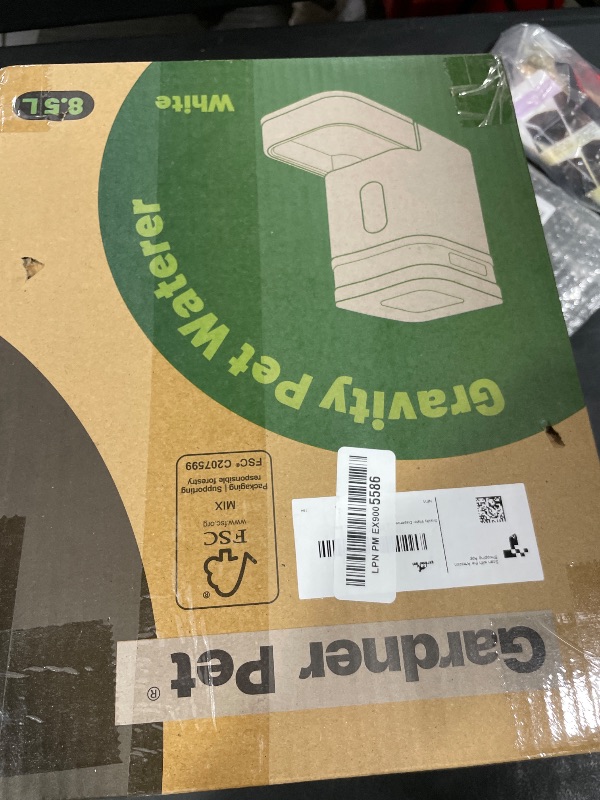 Gardner Pet®
FSC®
www.fsc.org
MIX
Packaging | Supporting
responsible forestry
FSC® C207599
LPN PM EX9005586
Gravity Pet Waterer
White
8.5L